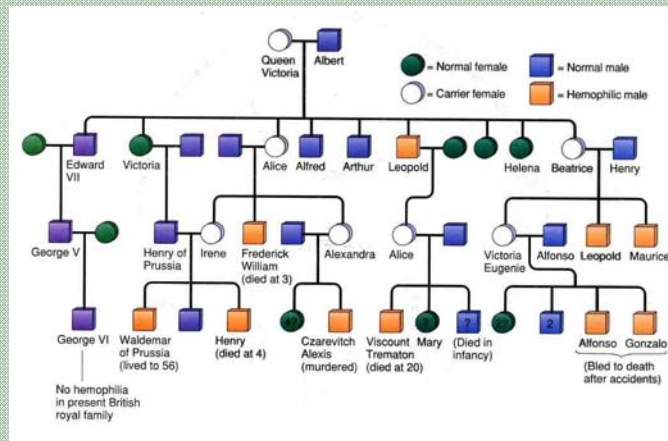 Queen
Victoria
Albert
= Normal female
= Normal male
= Carrier female
= Hemophilic male
Edward
VII
Victoria
Alice
Alfred
Arthur
Leopold
Helena
Beatrice
Henry
George V
Henry of
Prussia
Irene
Frederick
William
(died at 3)
Alexandra
Alice
Victoria
Eugenie
Alfonso
Leopold
Maurice
George VI
Waldemar
of Prussia
(lived to 56)
Henry
(died at 4)
Czarevitch
Alexis
(murdered)
Viscount
Trematon
(died at 20)
?
Mary
?
(Died in
infancy)
2
Alfonso
Gonzalo
(Bled to death
after accidents)
No hemophilia
in present British
royal family